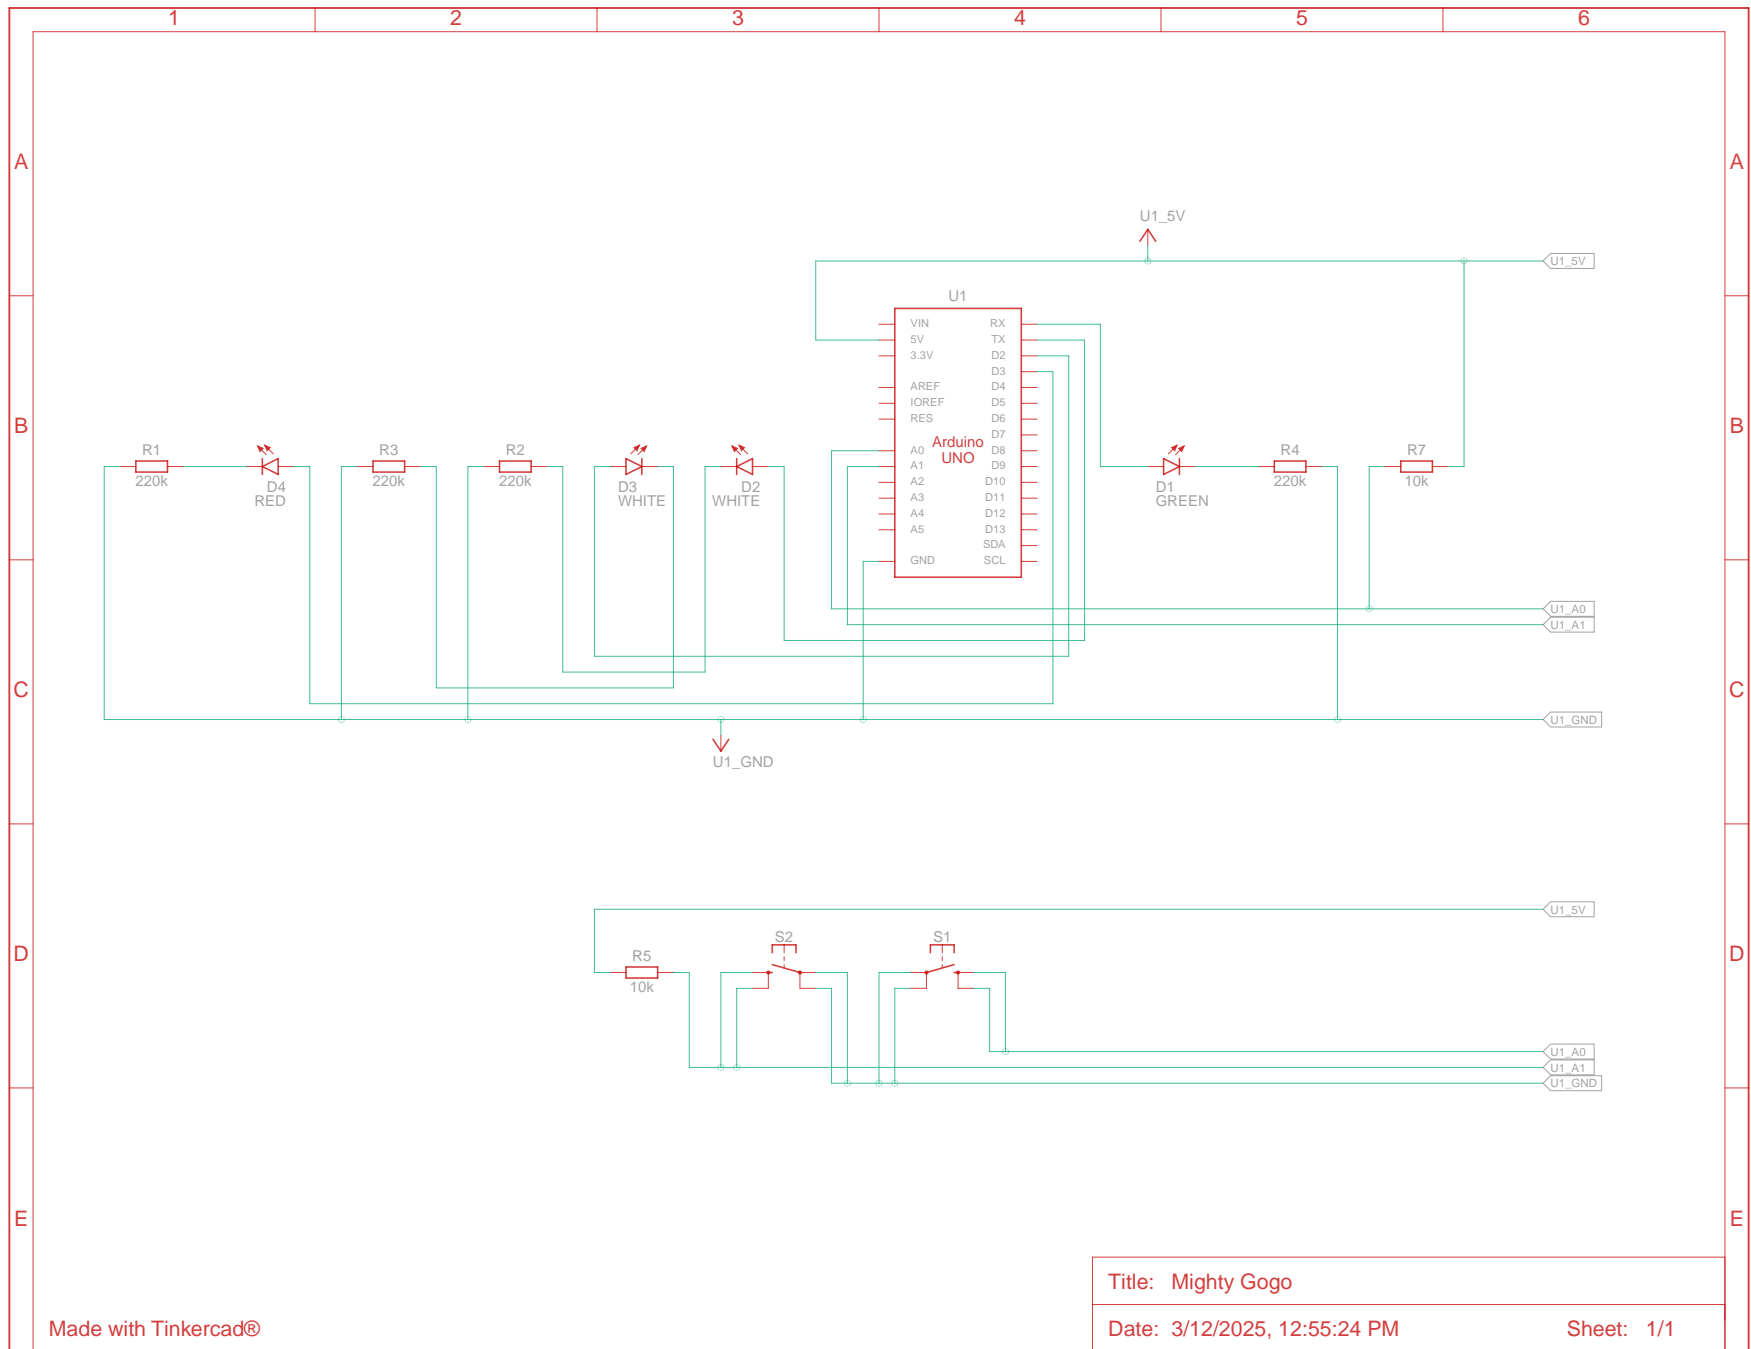 1 2 3 4 5 6
A A
U1_5V
U1_5V
U1
VIN RX
5V TX
3.3V D2
D3
AREF D4
IOREF D5
RES D6
D7
Arduino
UNO
A0 D8
A1 D9
A2 D10
A3 D11
A4 D12
A5 D13
SDA
GND SCL
B B
R1
220k
D4
RED
R3
220k
R2
220k
D3
WHITE
D2
WHITE
D1
GREEN
R4
220k
R7
10k
U1_A0
U1_A1
C C
U1_GND
U1_GND
U1_5V
D D
R5
10k
S2
S1
U1_A0
U1_A1
U1_GND
E E
Title: Mighty Gogo
Made with Tinkercad®
Date: 3/12/2025, 12:55:24 PM Sheet: 1/1